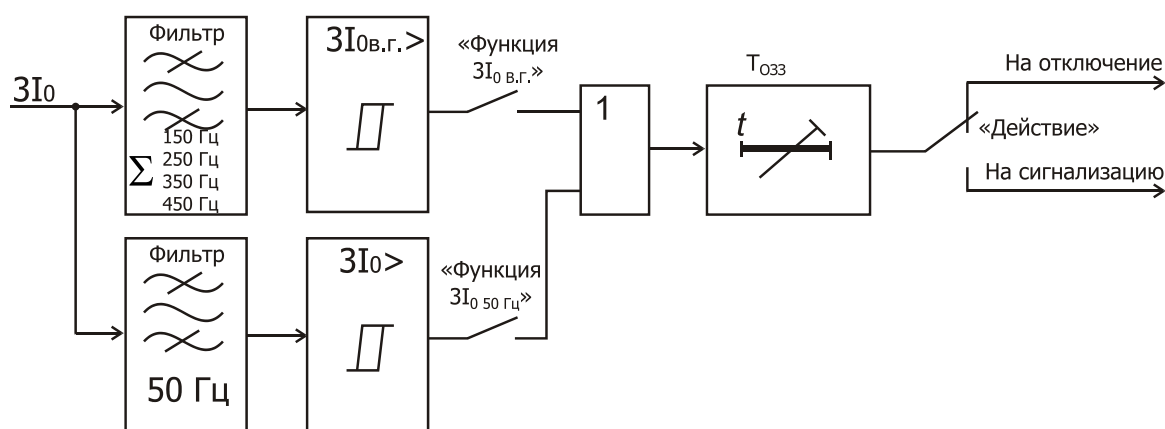 3I0
Фильтр
∑
150 Гц
250 Гц
350 Гц
450 Гц
3I0в.г.>
«Функция
3I0 в.г.»
1
TОЗЗ
t
На отключение
«Действие»
На сигнализацию
Фильтр
50 Гц
3I0>
«Функция
3I0 50 Гц»